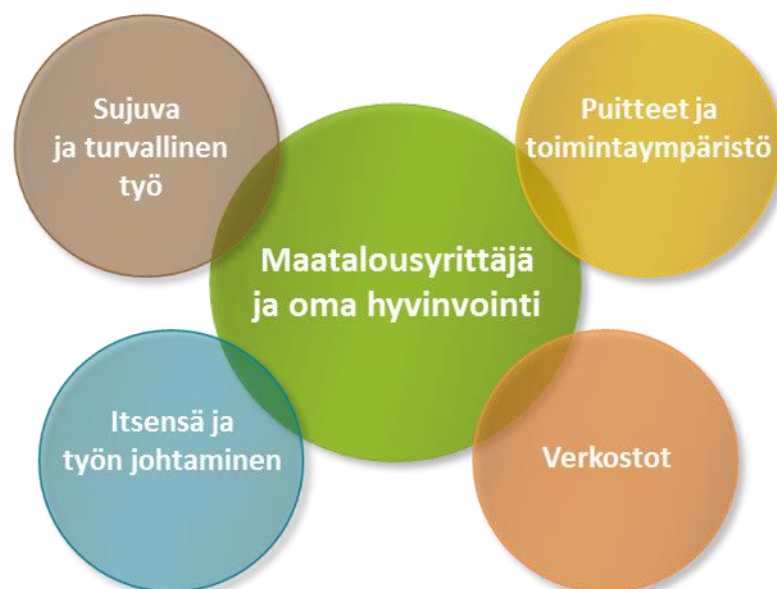 Sujuva
ja turvallinen
työ
Puitteet ja
toimintaympäristö
Maatalousyrittäjä
ja oma hyvinvointi
Itsensä ja
työn johtaminen
Verkostot